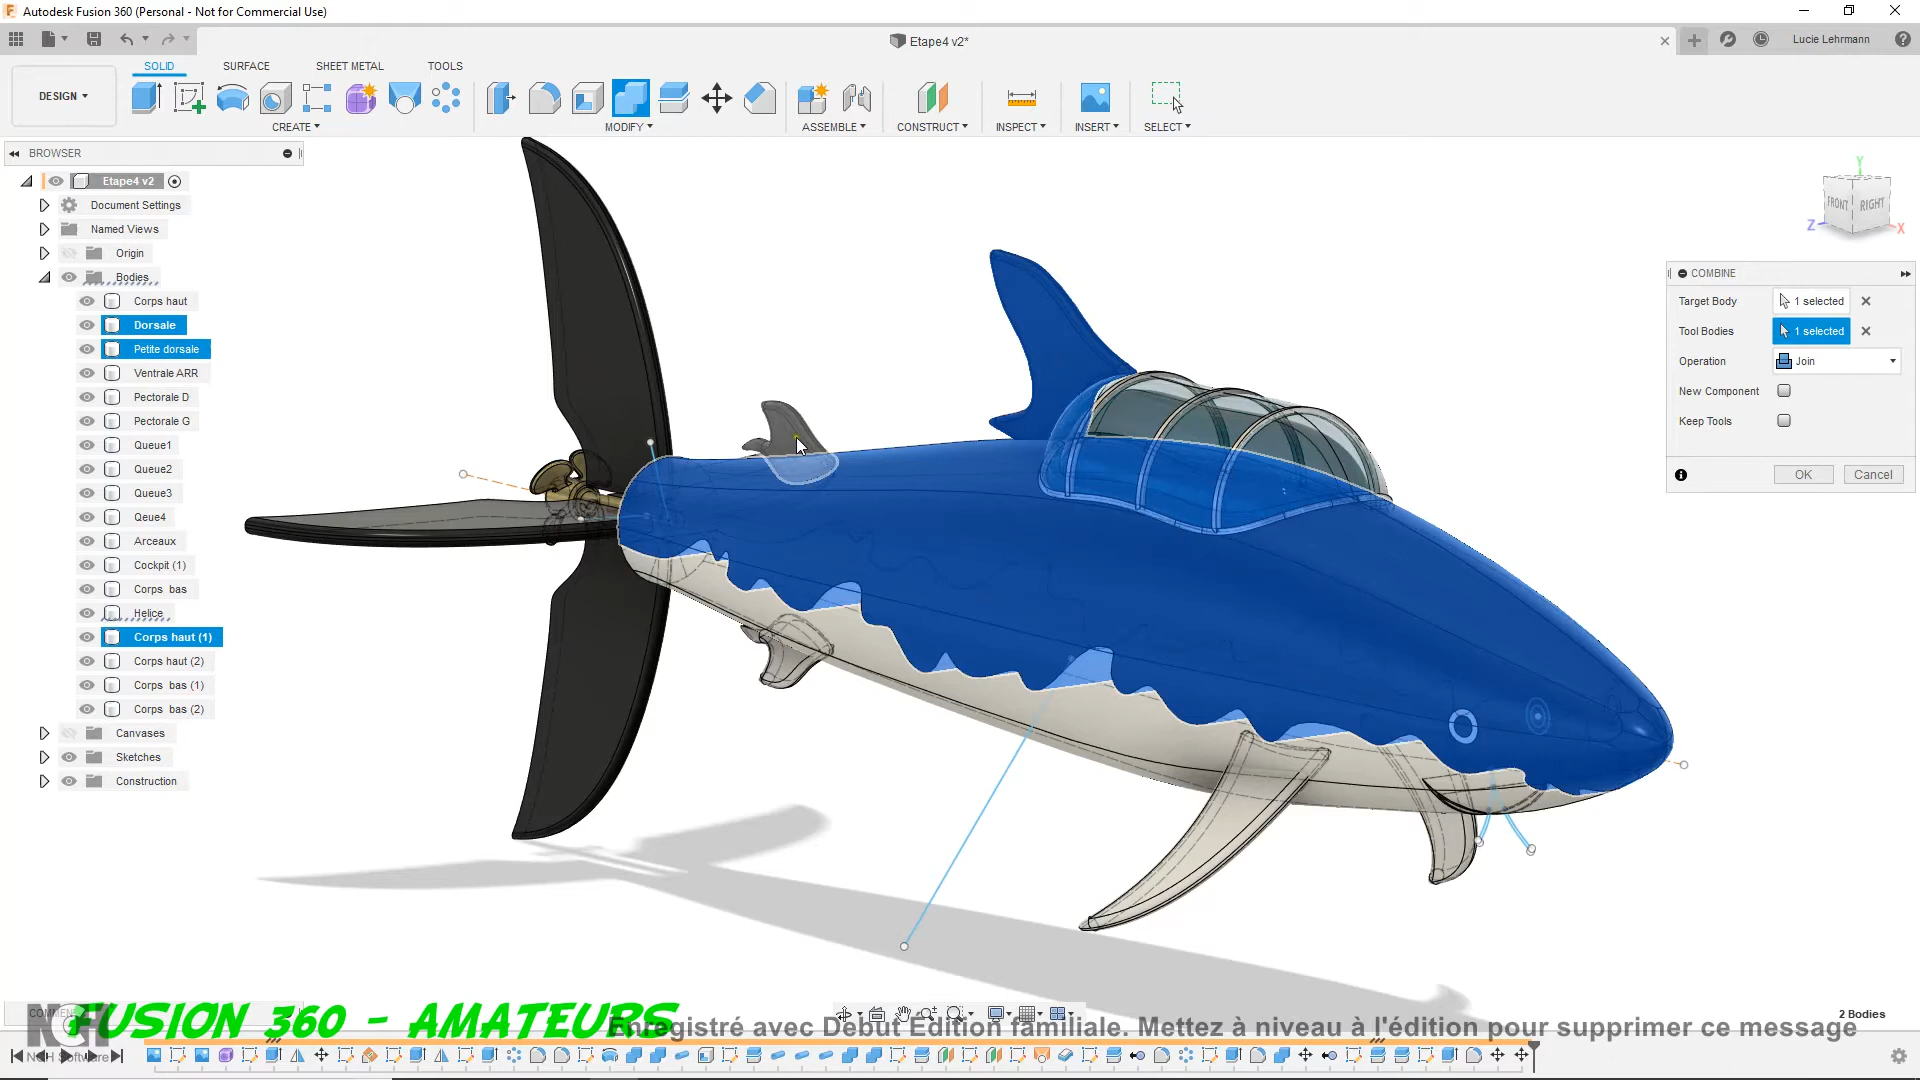 Autodesk Fusion 360 (Personal - Not for Commercial Use)
Etape4 v2*
Lucie Lehrmann
SOLID SURFACE SHEET METAL TOOLS
DESIGN
CREATE MODIFY ASSEMBLE CONSTRUCT INSPECT INSERT SELECT
BROWSER
Etape4 v2
Document Settings
Named Views
Origin
Bodies
Corps haut
Dorsale
Petite dorsale
Ventrale ARR
Pectorale D
Pectorale G
Queue1
Queue2
Queue3
Qeue4
Arceaux
Cockpit (1)
Corps bas
Helice
Corps haut (1)
Corps haut (2)
Corps bas (1)
Corps bas (2)
Canvases
Sketches
Construction
Y
FRONT RIGHT
Z X
COMBINE
Target Body 1 selected
Tool Bodies 1 selected
Operation Join
New Component
Keep Tools
OK Cancel
2 Bodies
FUSION 360 - AMATEURS
Enregistré avec Debut Édition familiale. Mettez à niveau à l'édition pour supprimer ce message
NCH Software